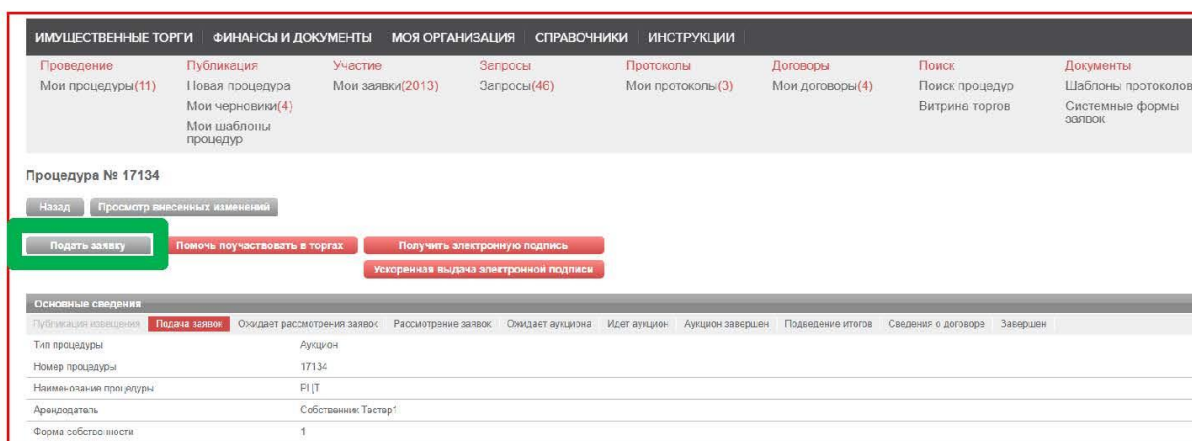 ИМУЩЕСТВЕННЫЕ ТОРГИ ФИНАНСЫ И ДОКУМЕНТЫ МОЯ ОРГАНИЗАЦИЯ СПРАВОЧНИКИ ИНСТРУКЦИИ
Проведение Публикация Участие Запросы Протоколы Договоры Поиск Документы
Мои процедуры(11) Новая процедура Мои заявки(2013) Запросы(46) Мои протоколы(3) Мои договоры(4) Поиск процедур Шаблоны протоколов
Мои черновики(4) Витрина торгов Системные формы
Мои шаблоны заявок
процедур
Процедура № 17134
Назад Просмотр внесенных изменений
Подать заявку Помочь поучаствовать в торгах Получить электронную подпись
Ускоренная выдача электронной подписи
Основные сведения
Публикация извещения Подача заявок Ожидает рассмотрения заявок Рассмотрение заявок Ожидает аукциона Идет аукцион Аукцион завершен Подведение итогов Сведения о договоре Завершен
Тип процедуры Аукцион
Номер процедуры 17134
Наименование процедуры
Арендодатель Собственник Тестер1
Форма собственности 1